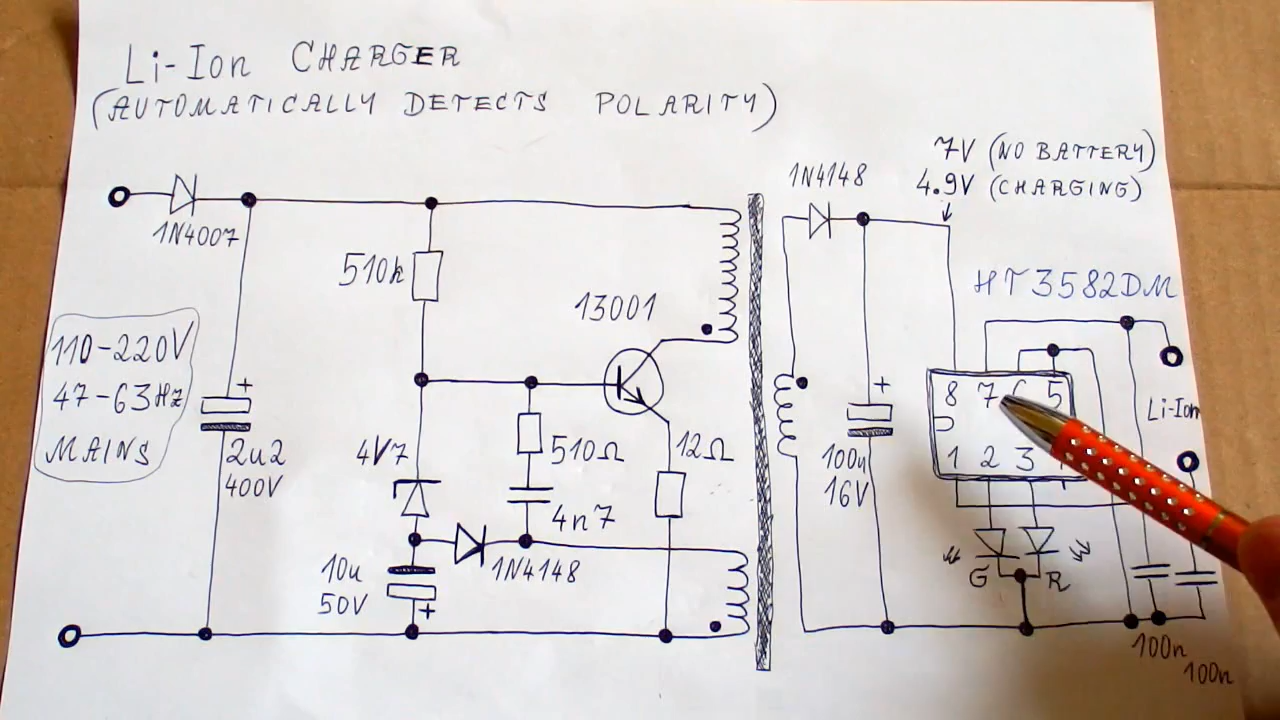 Li-Ion CHARGER
(AUTOMATICALLY DETECTS POLARITY)
7V (NO BATTERY)
4.9V (CHARGING)
1N4148
1N4007
510k
HT3582DM
13001
110-220V
47-63Hz
MAINS
+
2u2
400V
4V7
510Ω
12Ω
4n7
1N4148
10u
50V
+
+
100u
16V
8 7 6 5
1 2 3
Li-Ion
G
R
100n
100n